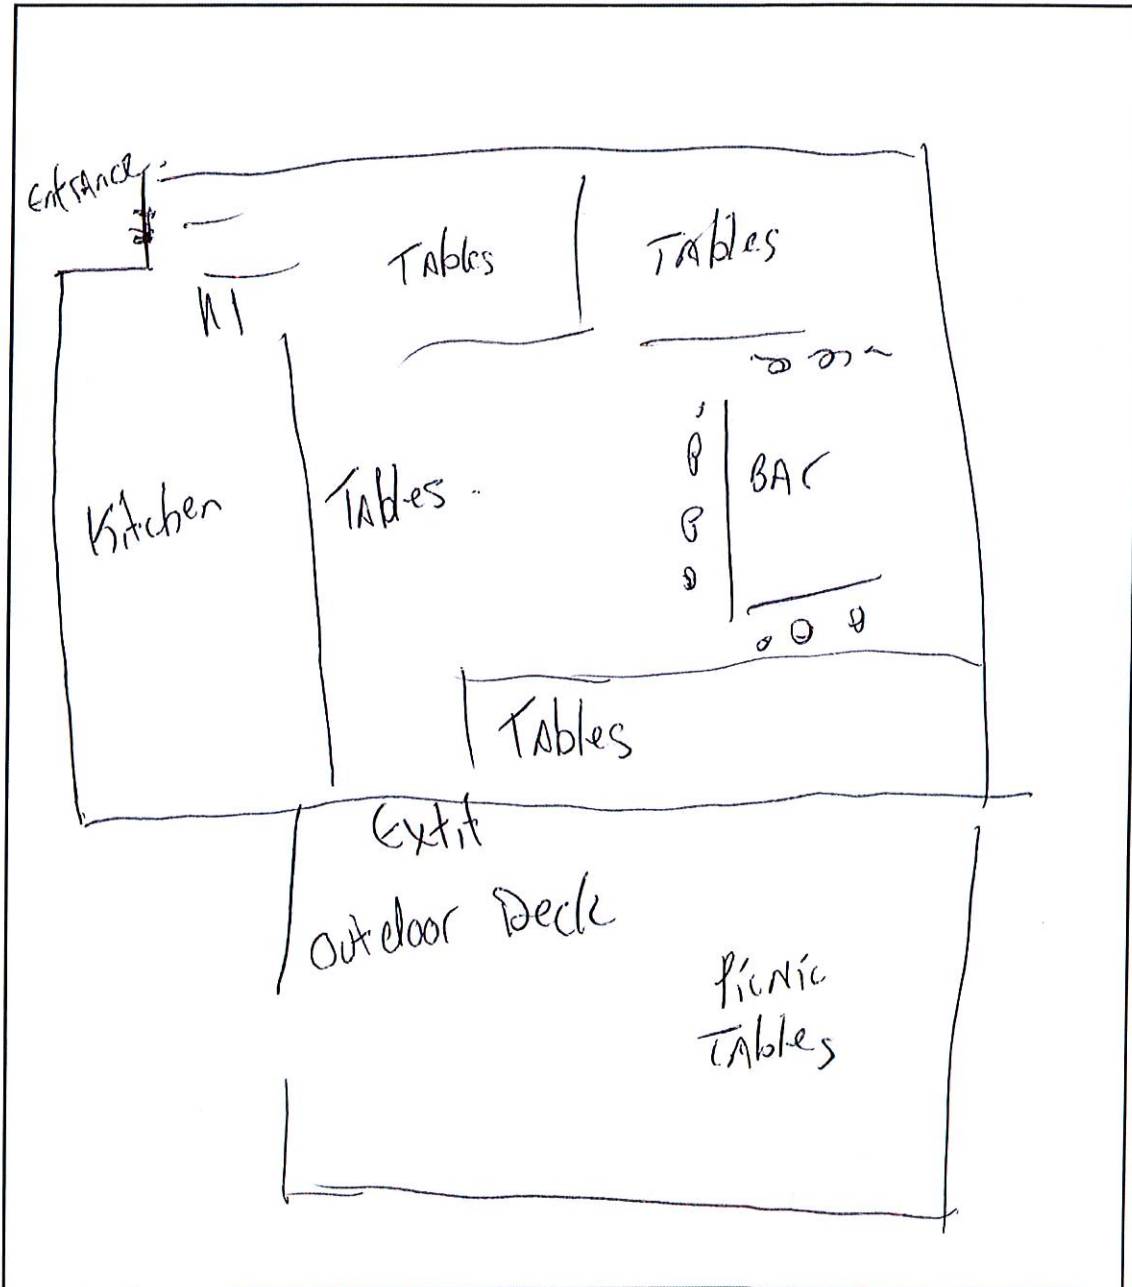 Entrance
Tables
Tables
Kitchen
Tables
BAr
Tables
Extit
Outdoor Deck
Picnic
Tables